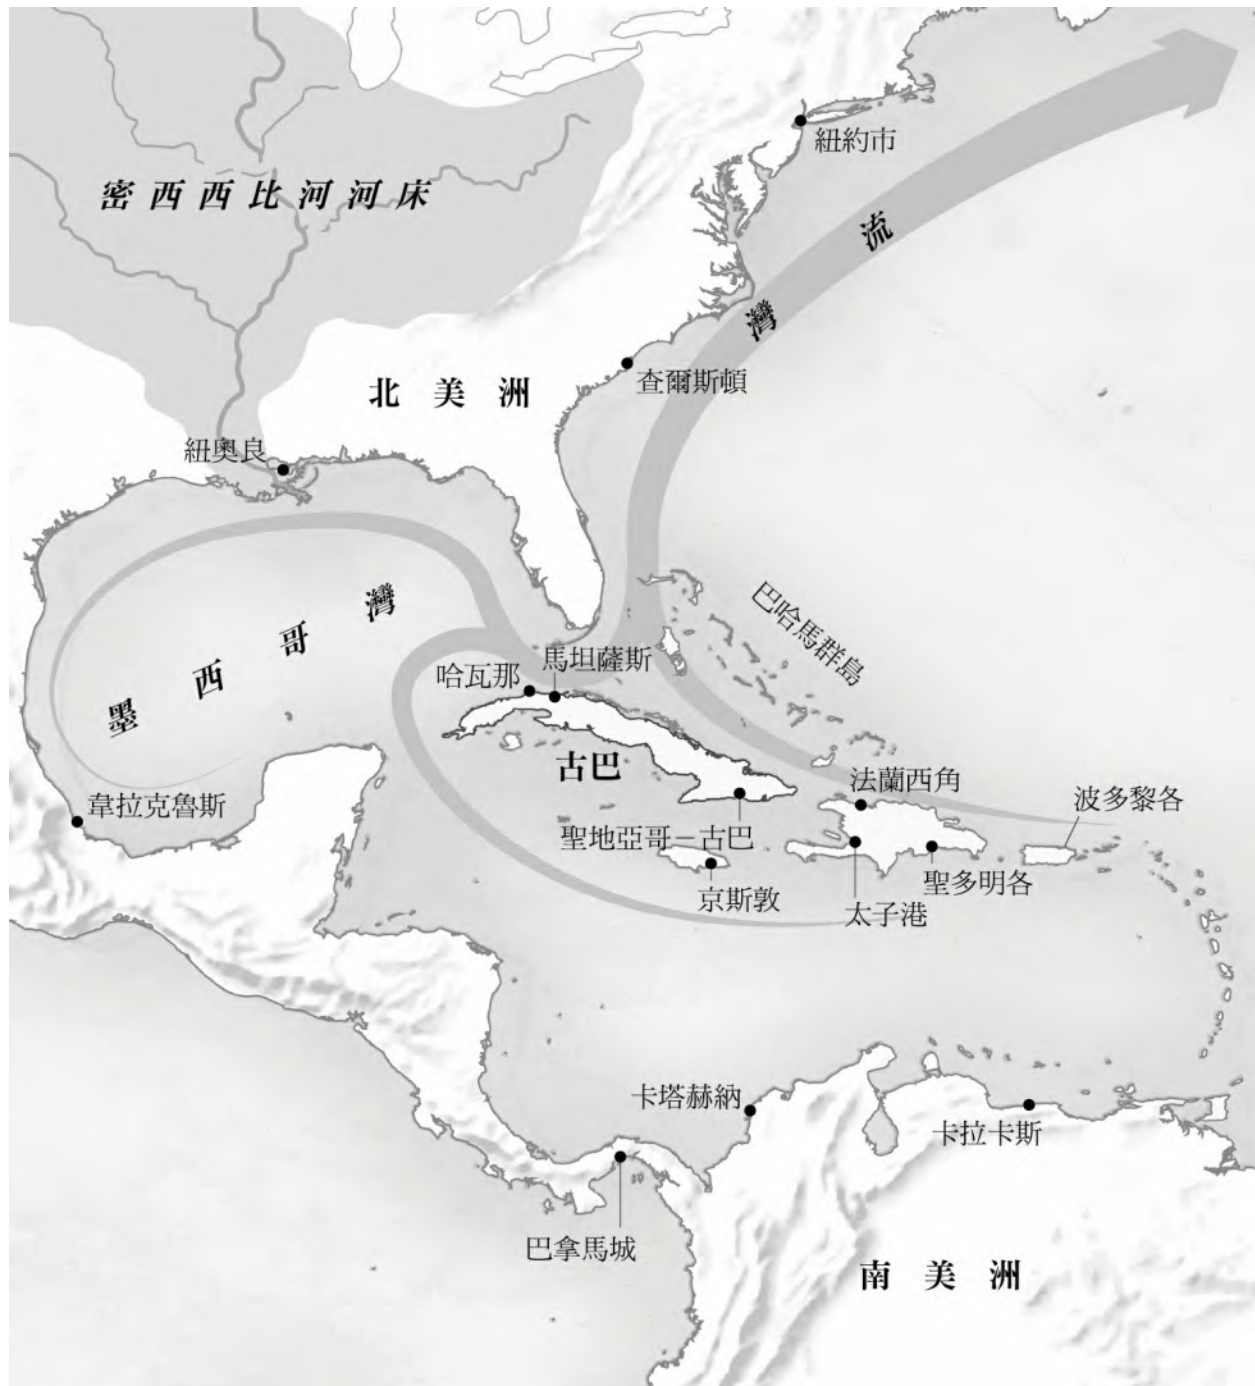 紐約市
密西西比河河床
灣流
查爾斯頓
北美洲
紐奧良
巴哈馬群島
墨西哥灣
馬坦薩斯
哈瓦那
古巴
法蘭西角
波多黎各
韋拉克魯斯
聖地亞哥－古巴
聖多明各
京斯敦
太子港
卡塔赫納
卡拉卡斯
巴拿馬城
南美洲